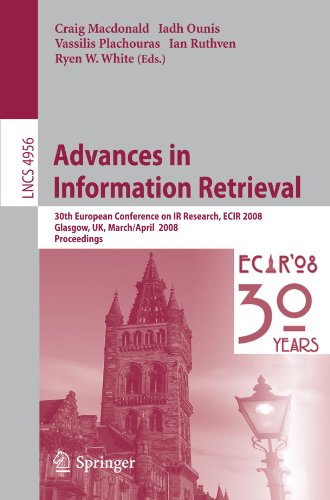 Craig Macdonald Iadh Ounis
Vassilis Plachouras Ian Ruthven
Ryen W. White (Eds.)
LNCS 4956
Advances in
Information Retrieval
30th European Conference on IR Research, ECIR 2008
Glasgow, UK, March/April 2008
Proceedings
ECIR'08
30
YEARS
Springer